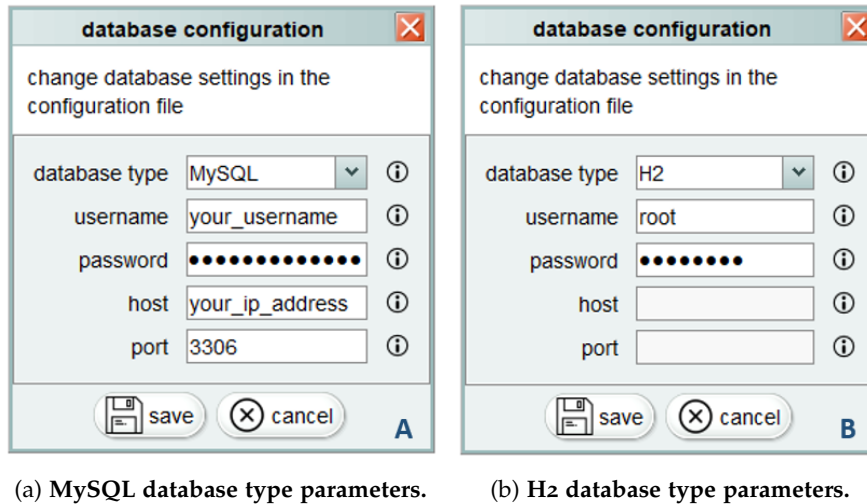 database configuration
change database settings in the
configuration file
database type MySQL
username your_username
password ●●●●●●●●●●●●●
host your_ip_address
port 3306
save cancel
A
database configuration
change database settings in the
configuration file
database type H2
username root
password ●●●●●●●●
host
port
save cancel
B
(a) MySQL database type parameters.
(b) H2 database type parameters.